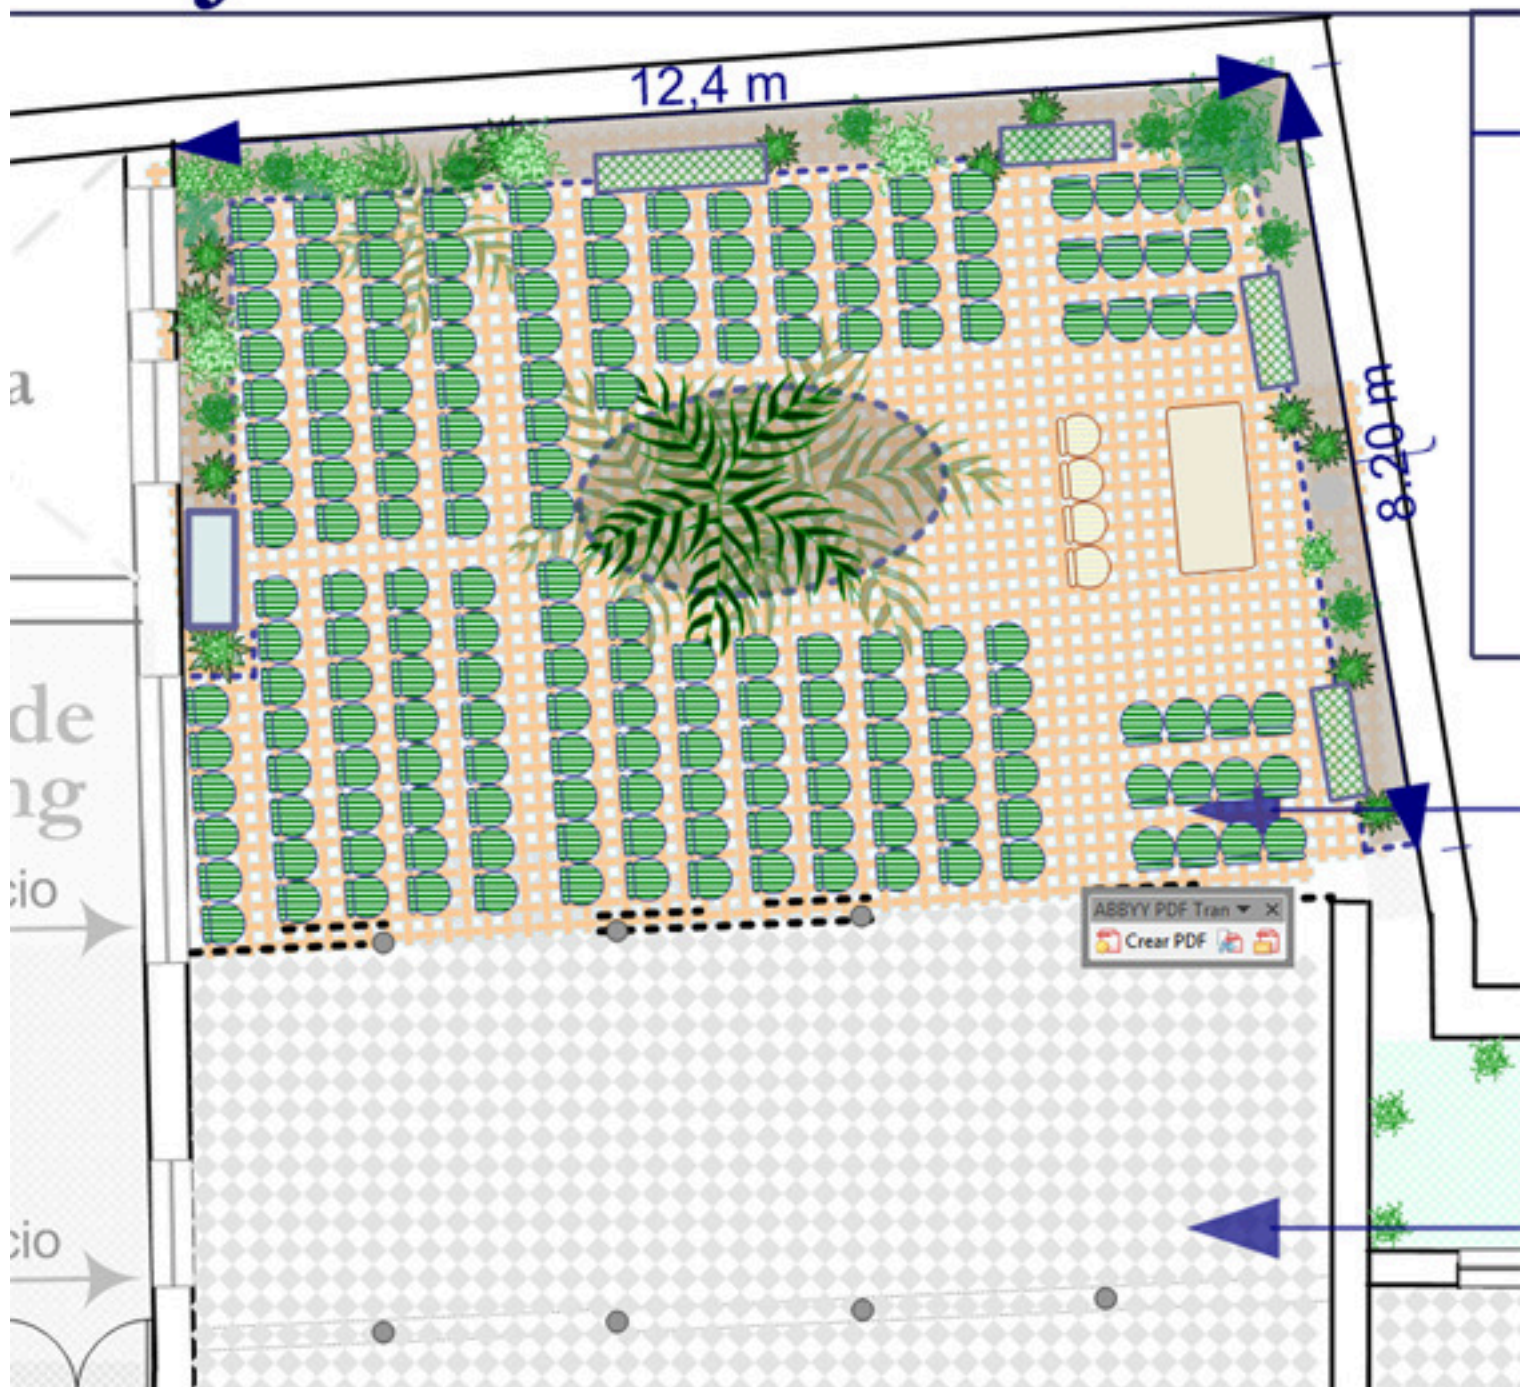 12,4 m
8.20 m
a
de
ng
cio
ABBYY PDF Tran
Crear PDF
cio